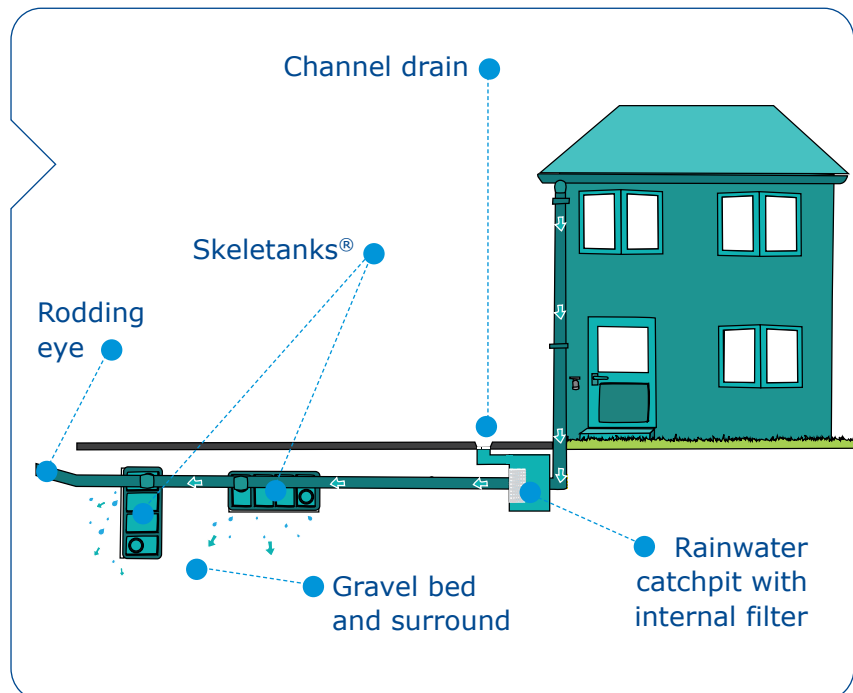 Channel drain
Skeletanks®
Rodding
eye
Gravel bed
and surround
Rainwater
catchpit with
internal filter